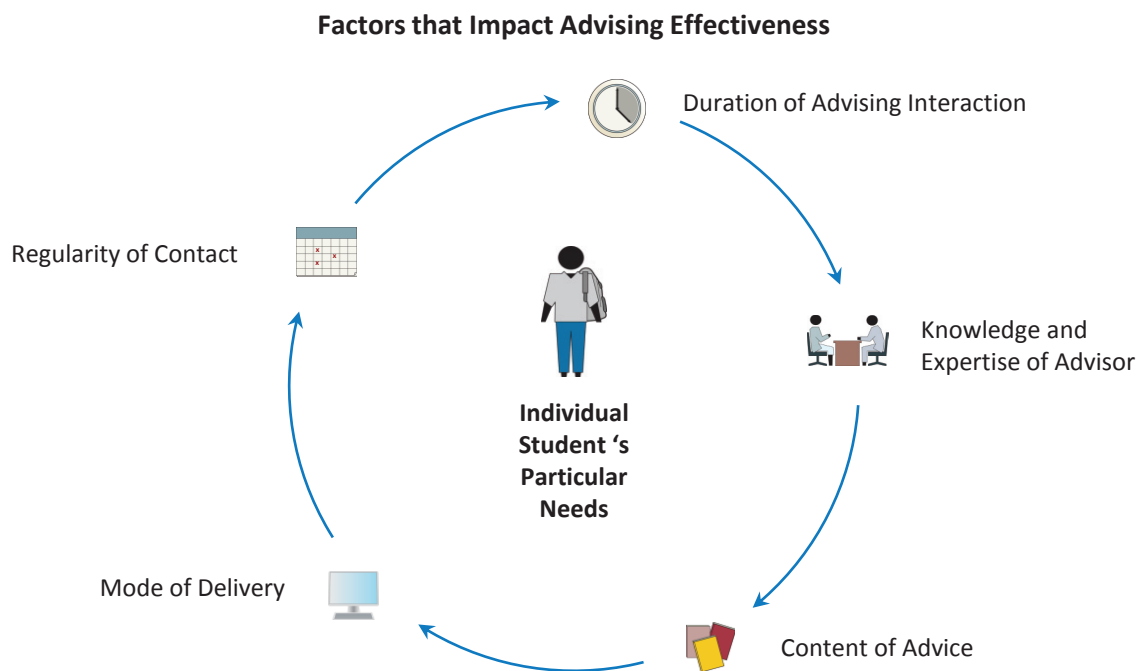 Factors that Impact Advising Effectiveness
Duration of Advising Interaction
Regularity of Contact
Knowledge and
Expertise of Advisor
Individual
Student ‘s
Particular
Needs
Mode of Delivery
Content of Advice